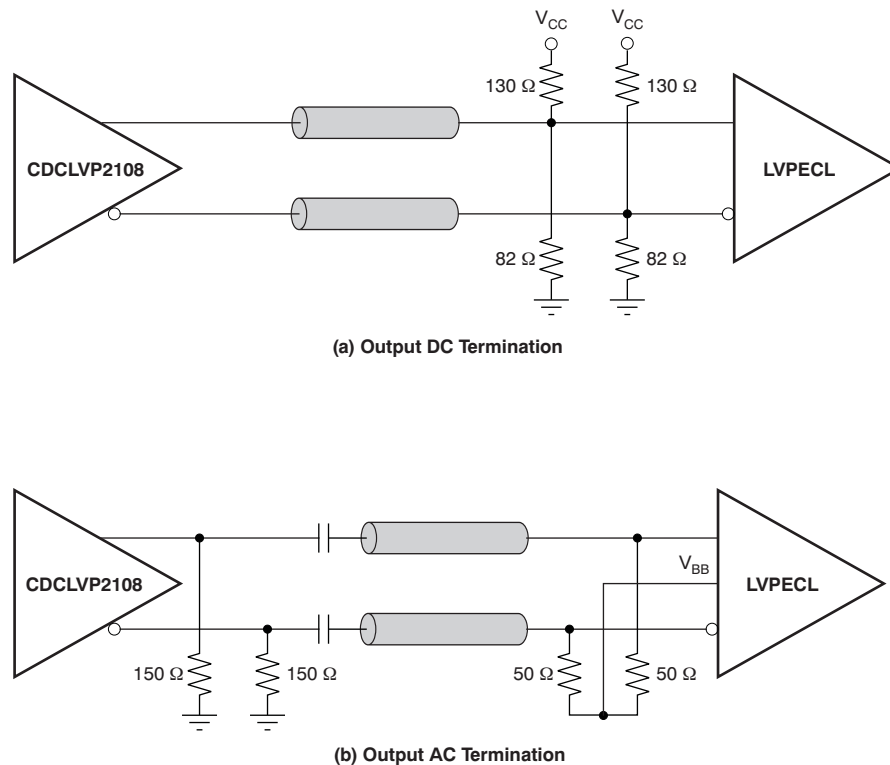 V_CC V_CC
130 Ω 130 Ω
CDCLVP2108 LVPECL
82 Ω 82 Ω
(a) Output DC Termination
V_BB
CDCLVP2108 LVPECL
150 Ω 150 Ω 50 Ω 50 Ω
(b) Output AC Termination